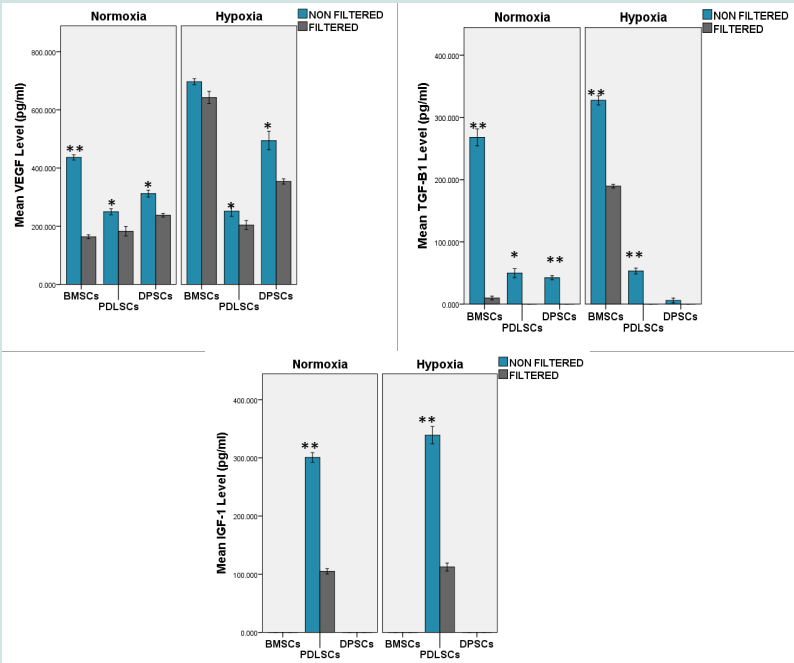 Normoxia Hypoxia
NON FILTERED
FILTERED
Mean VEGF Level (pg/ml)
800.000
600.000
400.000
200.000
0.000
** * * * *
BMSCs PDLSCs DPSCs BMSCs PDLSCs DPSCs
Normoxia Hypoxia
NON FILTERED
FILTERED
Mean TGF-B1 Level (pg/ml)
400.000
300.000
200.000
100.000
0.000
** * ** ** **
BMSCs PDLSCs DPSCs BMSCs PDLSCs DPSCs
Normoxia Hypoxia
NON FILTERED
FILTERED
Mean IGF-1 Level (pg/ml)
400.000
300.000
200.000
100.000
0.000
** **
BMSCs PDLSCs DPSCs BMSCs PDLSCs DPSCs